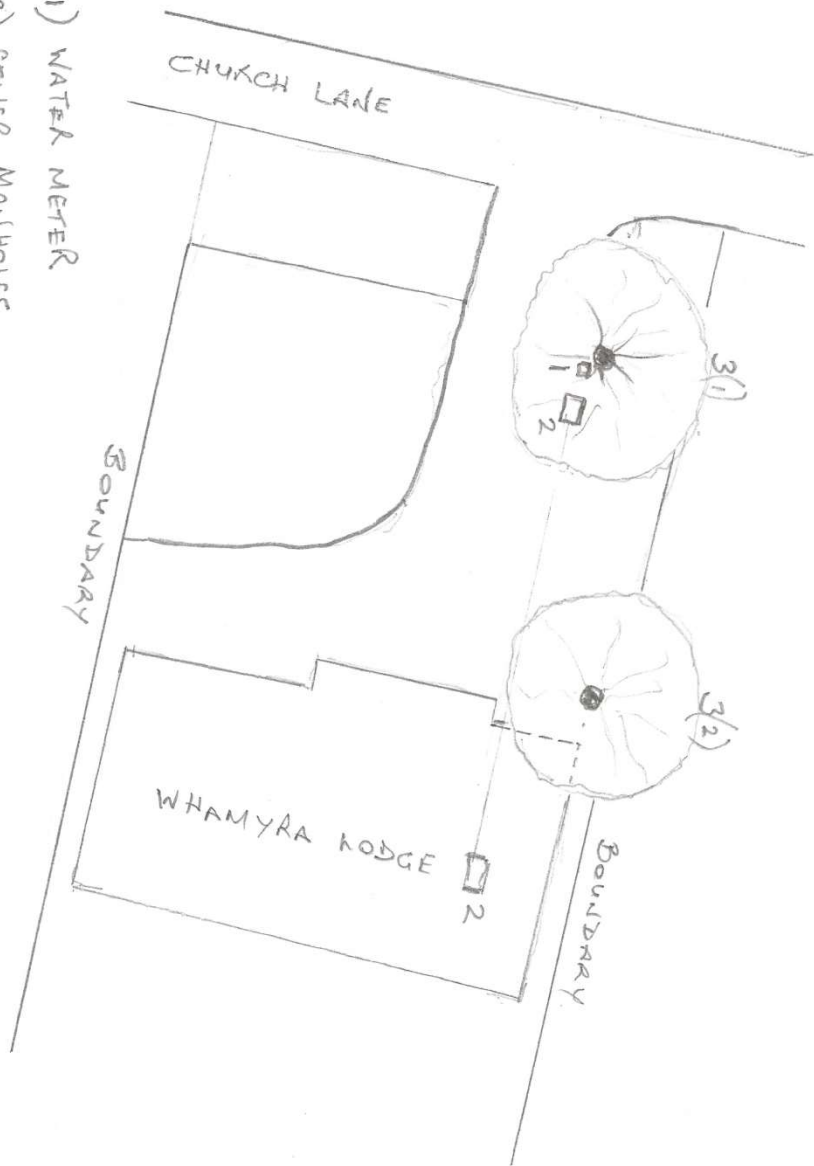 CHURCH LANE
3(1)
1
2
3(2)
BOUNDARY
WHAMYRA LODGE
2
BOUNDARY
1) WATER METER